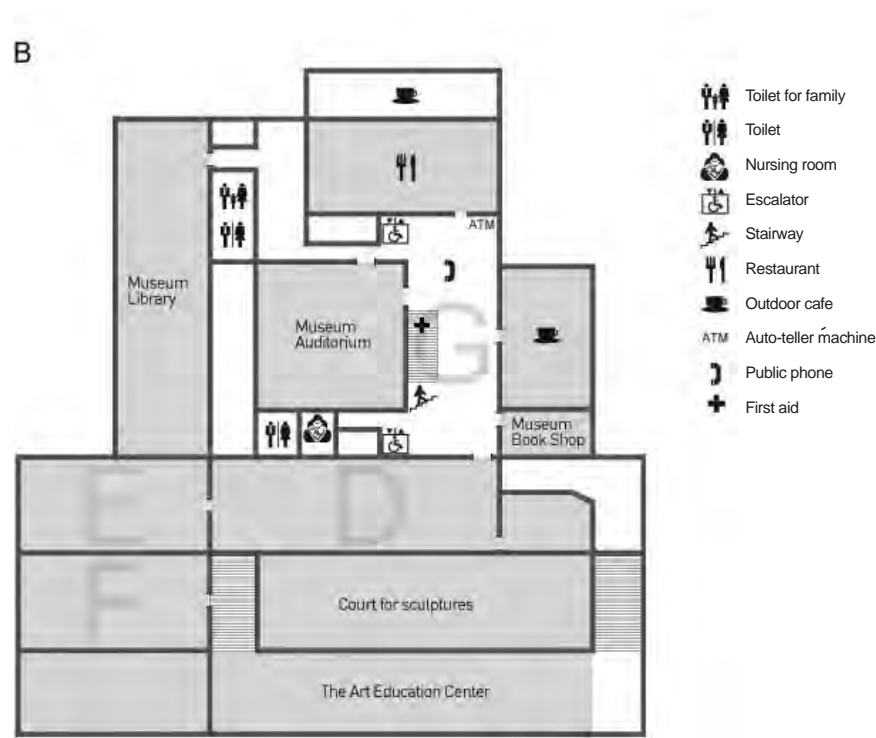 B
Toilet for family
Toilet
Nursing room
Escalator
Stairway
Restaurant
Outdoor cafe
ATM Auto-teller machine
Public phone
First aid
ATM
Museum
Library
Museum
Auditorium
G
Museum
Book Shop
E
D
F
Court for sculptures
The Art Education Center